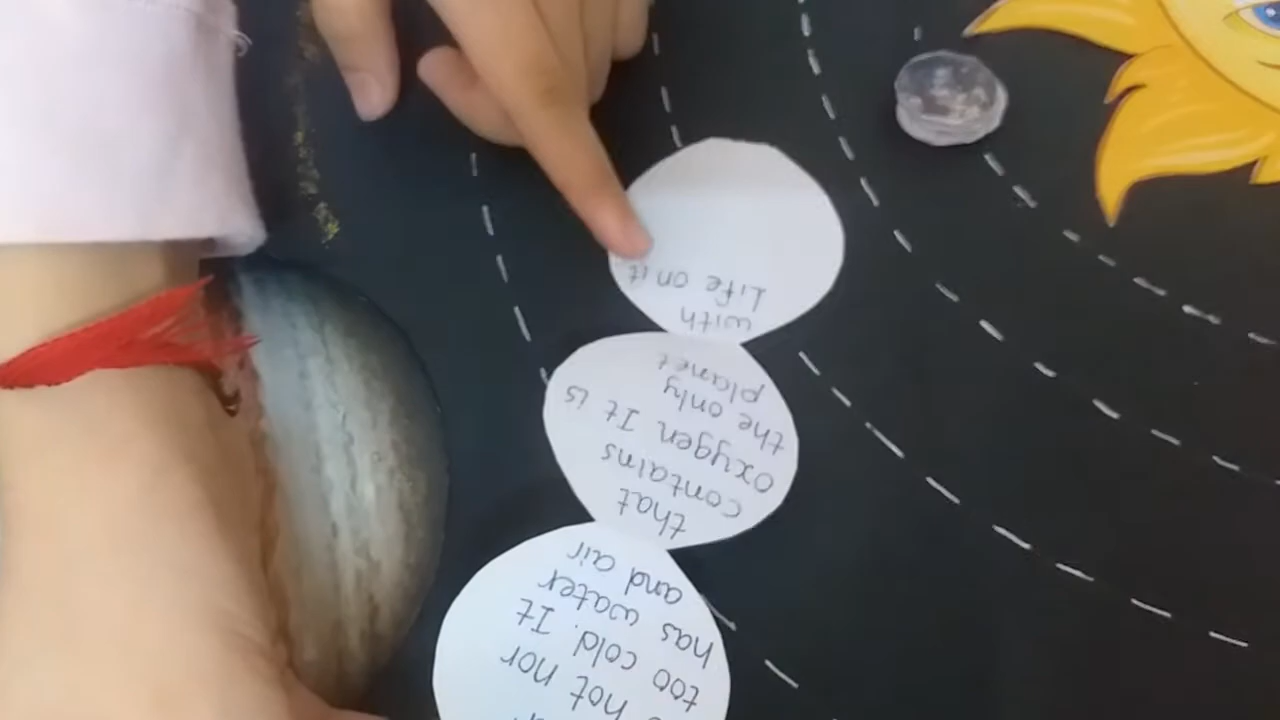 hot nor
too cold. It
has water
and air
that
contains
oxygen. It is
the only
planet
with
Life on it